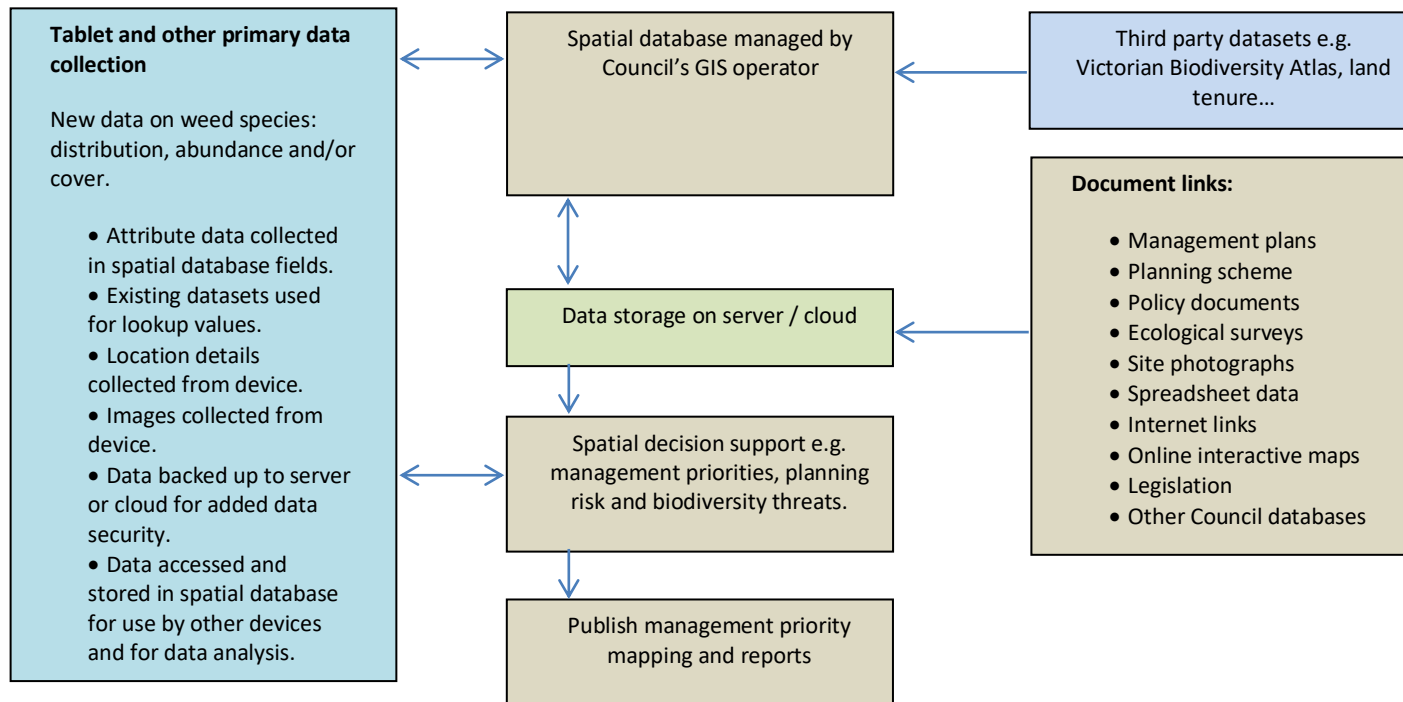 Tablet and other primary data
collection
New data on weed species:
distribution, abundance and/or
cover.
• Attribute data collected
in spatial database fields.
• Existing datasets used
for lookup values.
• Location details
collected from device.
• Images collected from
device.
• Data backed up to server
or cloud for added data
security.
• Data accessed and
stored in spatial database
for use by other devices
and for data analysis.
Spatial database managed by
Council’s GIS operator
Data storage on server / cloud
Spatial decision support e.g.
management priorities, planning
risk and biodiversity threats.
Publish management priority
mapping and reports
Third party datasets e.g.
Victorian Biodiversity Atlas, land
tenure…
Document links:
• Management plans
• Planning scheme
• Policy documents
• Ecological surveys
• Site photographs
• Spreadsheet data
• Internet links
• Online interactive maps
• Legislation
• Other Council databases